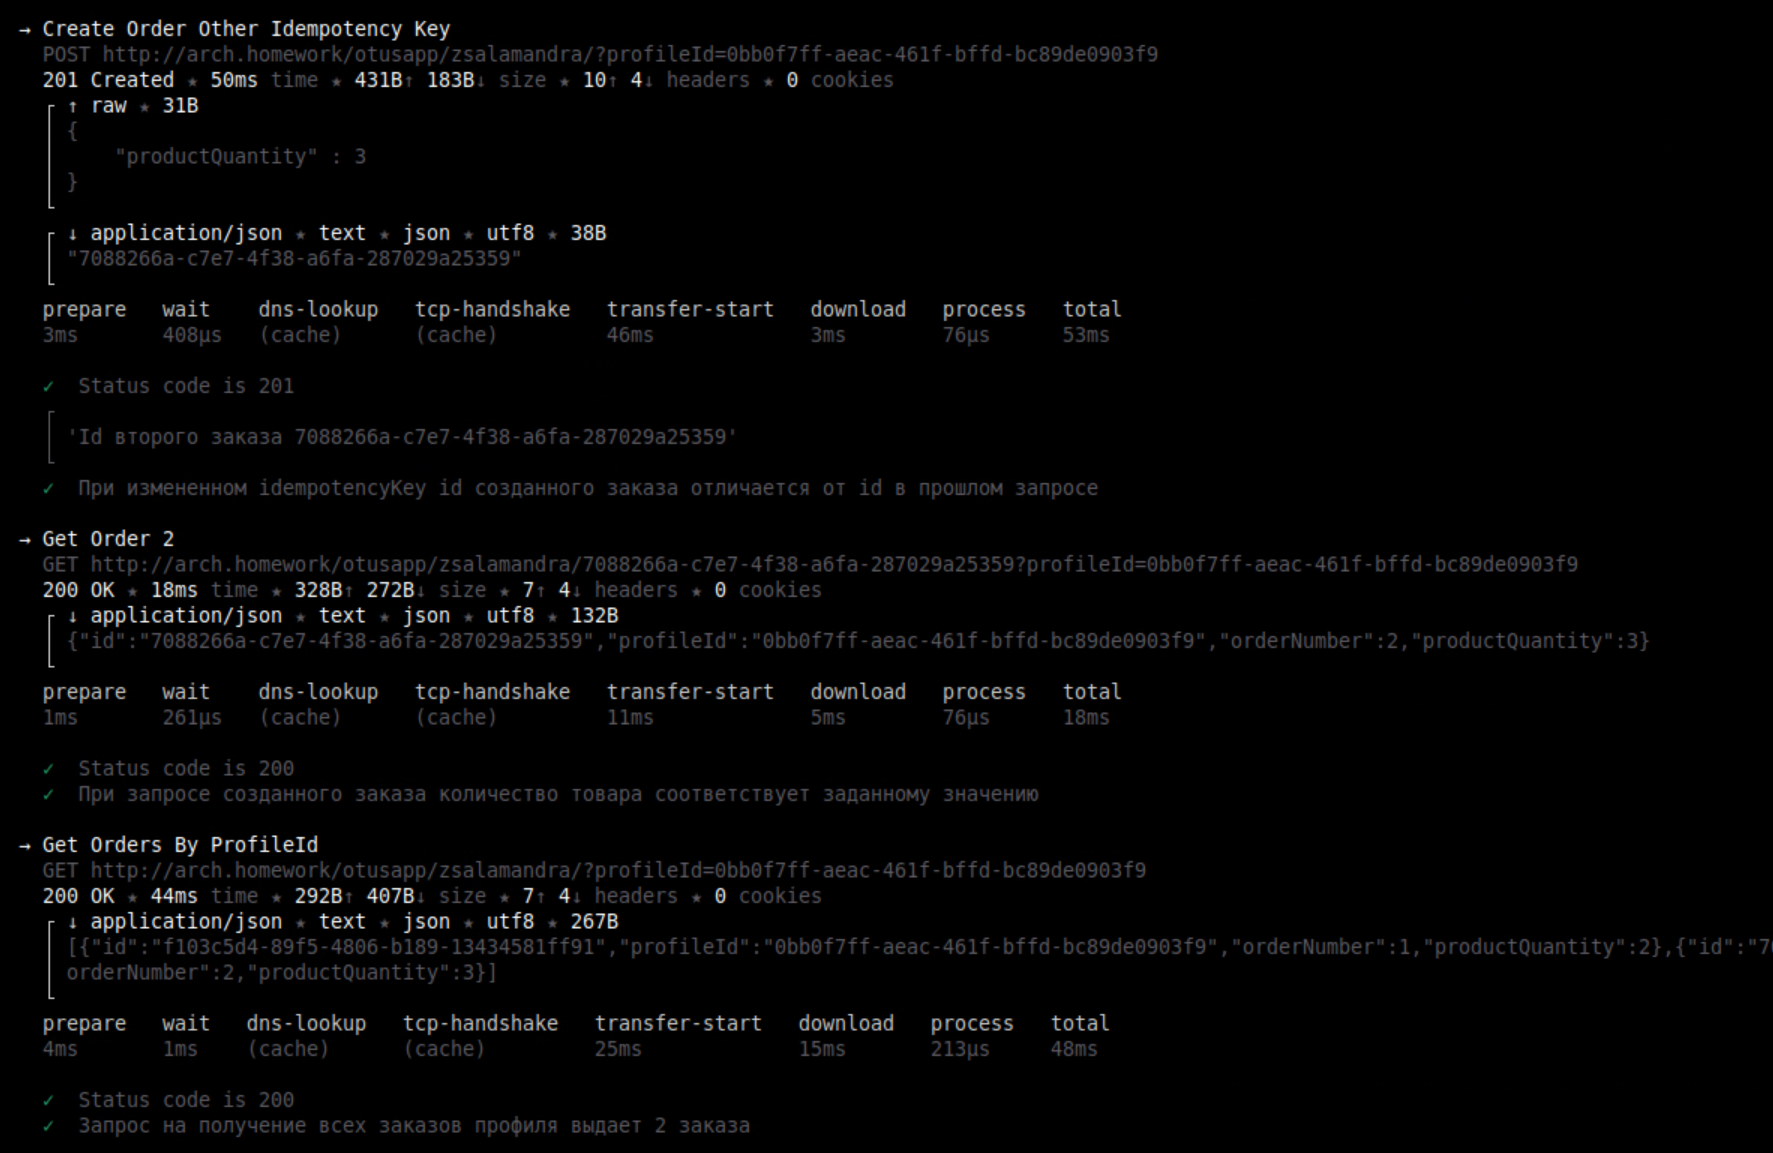 → Create Order Other Idempotency Key
POST http://arch.homework/otusapp/zsalamandra/?profileId=0bb0f7ff-aeac-461f-bffd-bc89de0903f9
201 Created ★ 50ms time ★ 431B↑ 183B↓ size ★ 10↑ 4↓ headers ★ 0 cookies
↑ raw ★ 31B
{
"productQuantity" : 3
}
↓ application/json ★ text ★ json ★ utf8 ★ 38B
"7088266a-c7e7-4f38-a6fa-287029a25359"
prepare wait dns-lookup tcp-handshake transfer-start download process total
3ms 408µs (cache) (cache) 46ms 3ms 76µs 53ms
✓ Status code is 201
'Id второго заказа 7088266a-c7e7-4f38-a6fa-287029a25359'
✓ При измененном idempotencyKey id созданного заказа отличается от id в прошлом запросе
→ Get Order 2
GET http://arch.homework/otusapp/zsalamandra/7088266a-c7e7-4f38-a6fa-287029a25359?profileId=0bb0f7ff-aeac-461f-bffd-bc89de0903f9
200 OK ★ 18ms time ★ 328B↑ 272B↓ size ★ 7↑ 4↓ headers ★ 0 cookies
↓ application/json ★ text ★ json ★ utf8 ★ 132B
{"id":"7088266a-c7e7-4f38-a6fa-287029a25359","profileId":"0bb0f7ff-aeac-461f-bffd-bc89de0903f9","orderNumber":2,"productQuantity":3}
prepare wait dns-lookup tcp-handshake transfer-start download process total
1ms 261µs (cache) (cache) 11ms 5ms 76µs 18ms
✓ Status code is 200
✓ При запросе созданного заказа количество товара соответствует заданному значению
→ Get Orders By ProfileId
GET http://arch.homework/otusapp/zsalamandra/?profileId=0bb0f7ff-aeac-461f-bffd-bc89de0903f9
200 OK ★ 44ms time ★ 292B↑ 407B↓ size ★ 7↑ 4↓ headers ★ 0 cookies
↓ application/json ★ text ★ json ★ utf8 ★ 267B
[{"id":"f103c5d4-89f5-4806-b189-13434581ff91","profileId":"0bb0f7ff-aeac-461f-bffd-bc89de0903f9","orderNumber":1,"productQuantity":2},{"id":"7
orderNumber":2,"productQuantity":3}]
prepare wait dns-lookup tcp-handshake transfer-start download process total
4ms 1ms (cache) (cache) 25ms 15ms 213µs 48ms
✓ Status code is 200
✓ Запрос на получение всех заказов профиля выдает 2 заказа